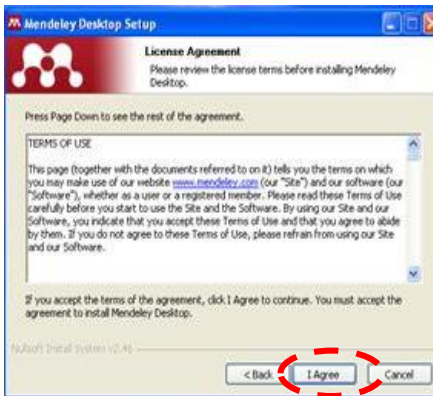 Mendeley Desktop Setup
License Agreement
Please review the license terms before installing Mendeley
Desktop.
Press Page Down to see the rest of the agreement.
TERMS OF USE
This page (together with the documents referred to on it) tells you the terms on which
you may make use of our website www.mendeley.com (our "Site") and our software (our
"Software"), whether as a user or a registered member. Please read these Terms of Use
carefully before you start to use the Site and the Software. By using our Site and our
Software, you indicate that you accept these Terms of Use and that you agree to abide
by them. If you do not agree to these Terms of Use, please refrain from using our Site
and our Software.
If you accept the terms of the agreement, click I Agree to continue. You must accept the
agreement to install Mendeley Desktop.
Nullsoft Install System v2.46
< Back
I Agree
Cancel